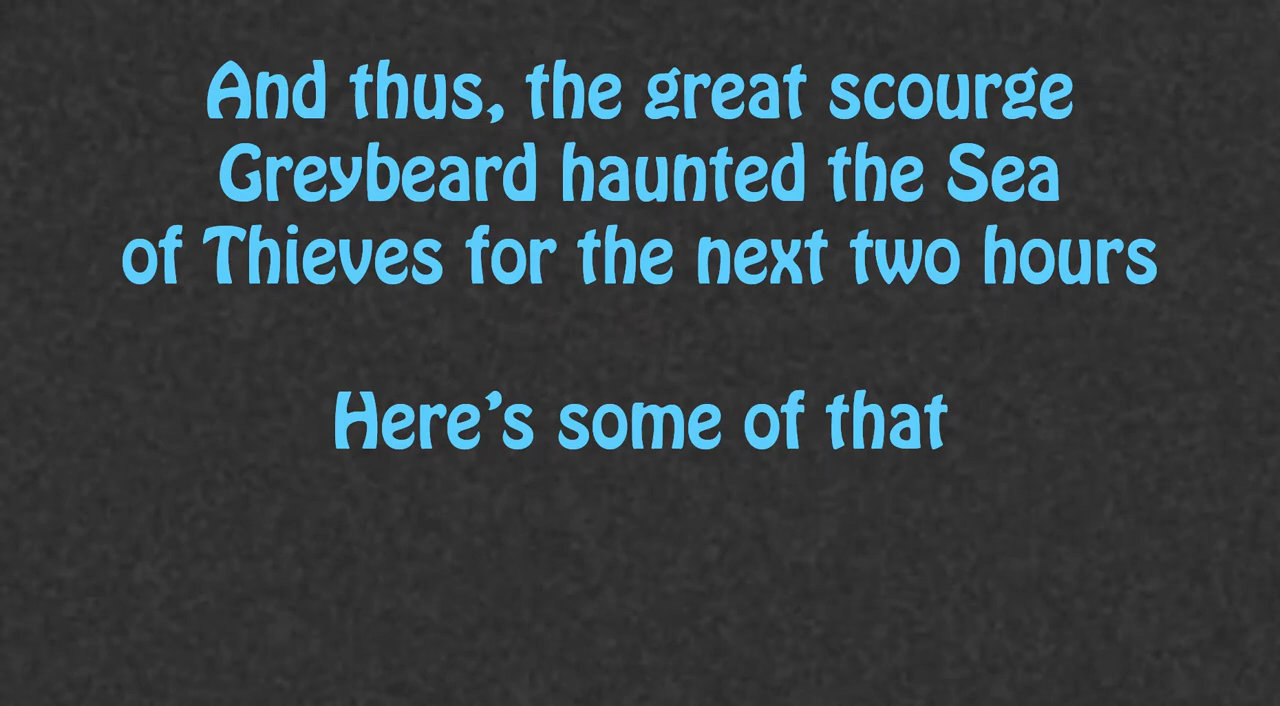 And thus, the great scourge
Greybeard haunted the Sea
of Thieves for the next two hours
Here’s some of that